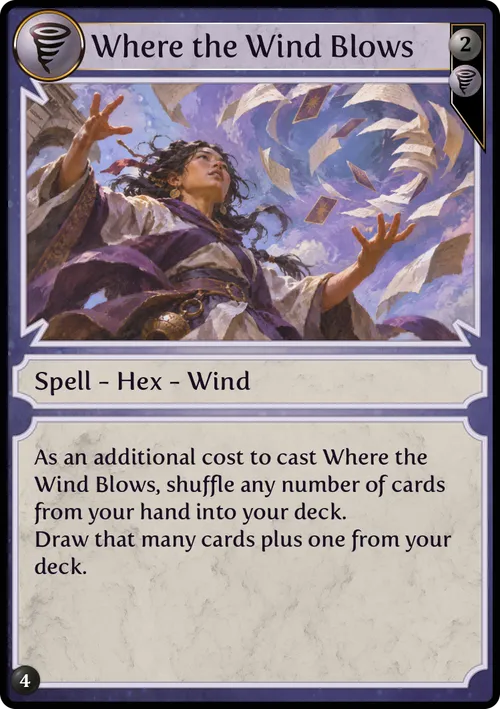 Where the Wind Blows
2
Spell - Hex - Wind
As an additional cost to cast Where the
Wind Blows, shuffle any number of cards
from your hand into your deck.
Draw that many cards plus one from your
deck.
4